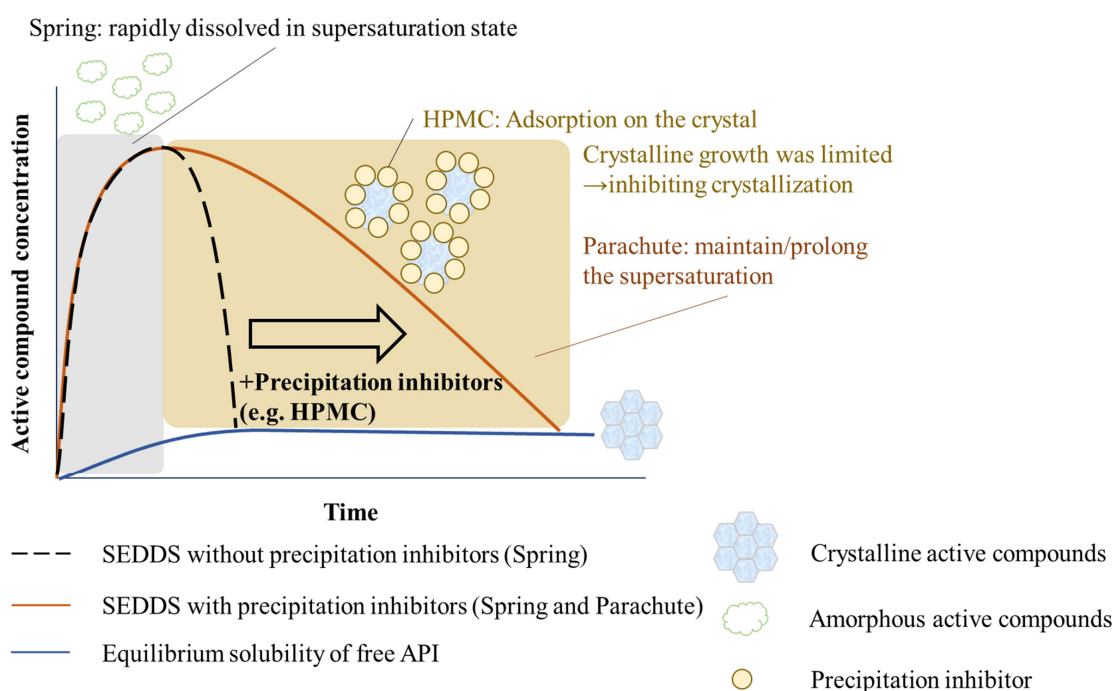 Spring: rapidly dissolved in supersaturation state
HPMC: Adsorption on the crystal
Crystalline growth was limited
→inhibiting crystallization
Parachute: maintain/prolong
the supersaturation
+Precipitation inhibitors
(e.g. HPMC)
Active compound concentration
Time
SEDDS without precipitation inhibitors (Spring)
SEDDS with precipitation inhibitors (Spring and Parachute)
Equilibrium solubility of free API
Crystalline active compounds
Amorphous active compounds
Precipitation inhibitor